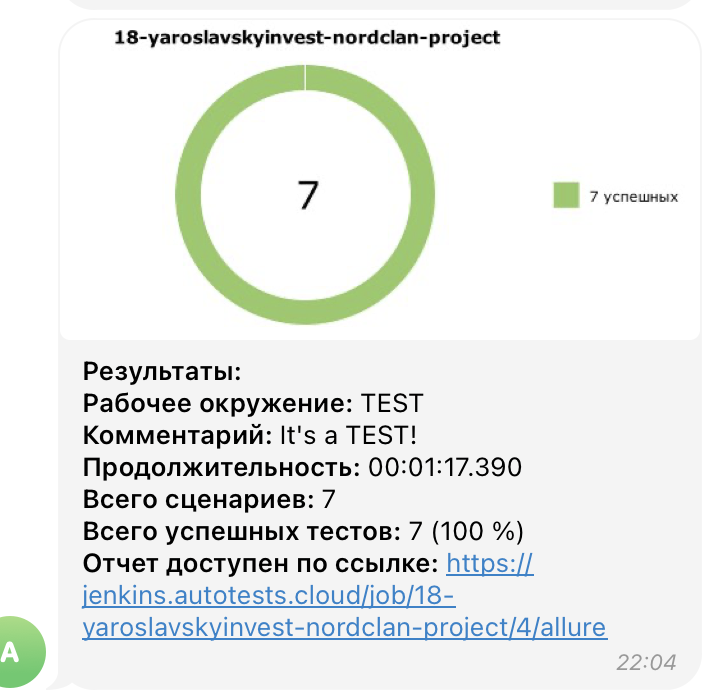 18-yaroslavskyinvest-nordclan-project
7
7 успешных
Результаты:
Рабочее окружение: TEST
Комментарий: It's a TEST!
Продолжительность: 00:01:17.390
Всего сценариев: 7
Всего успешных тестов: 7 (100 %)
Отчет доступен по ссылке: https://
jenkins.autotests.cloud/job/18-
yaroslavskyinvest-nordclan-project/4/allure
A
22:04